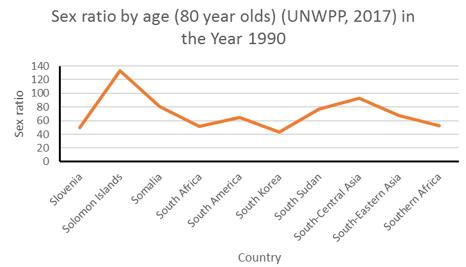 Sex ratio by age (80 year olds) (UNWPP, 2017) in
the Year 1990
140
120
100
80
60
40
20
0
Sex ratio
Slovenia
Solomon Islands
Somalia
South Africa
South America
South Korea
South Sudan
South-Central Asia
South-Eastern Asia
Southern Africa
Country